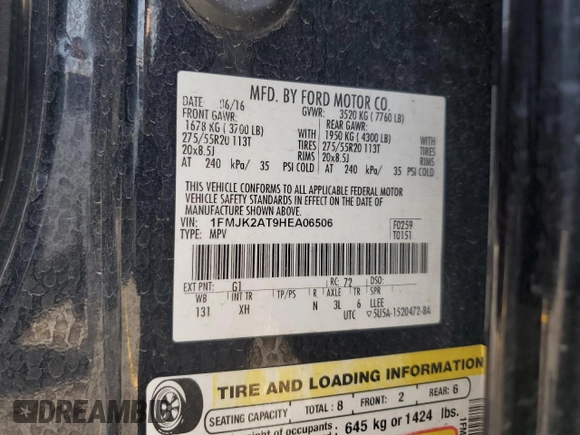 MFD. BY FORD MOTOR CO.
DATE: 06/16 GVWR: 3520 KG ( 7760 LB)
FRONT GAWR: REAR GAWR:
1678 KG ( 3700 LB) WITH 1950 KG ( 4300 LB) WITH
275/55R20 113T TIRES 275/55R20 113T TIRES
20x8.5J RIMS 20x8.5J RIMS
AT 240 kPa/ 35 PSI COLD AT 240 kPa/ 35 PSI COLD
THIS VEHICLE CONFORMS TO ALL APPLICABLE FEDERAL MOTOR
VEHICLE SAFETY STANDARDS IN EFFECT ON THE DATE OF
MANUFACTURE SHOWN ABOVE.
VIN: 1FMJK2AT9HEA06506 F0259
TYPE: MPV T0151
EXT PNT: G1 RC: 72 DSO:
WB INT TR TP/PS R AXLE TR SPR
131 XH N 3L 6 LLEE
UTC ▽5U5A-1520472-BA
TIRE AND LOADING INFORMATION
SEATING CAPACITY TOTAL: 8 FRONT: 2 REAR: 6
of occupants 645 kg or 1424 lbs.
1FM
DREAMBID